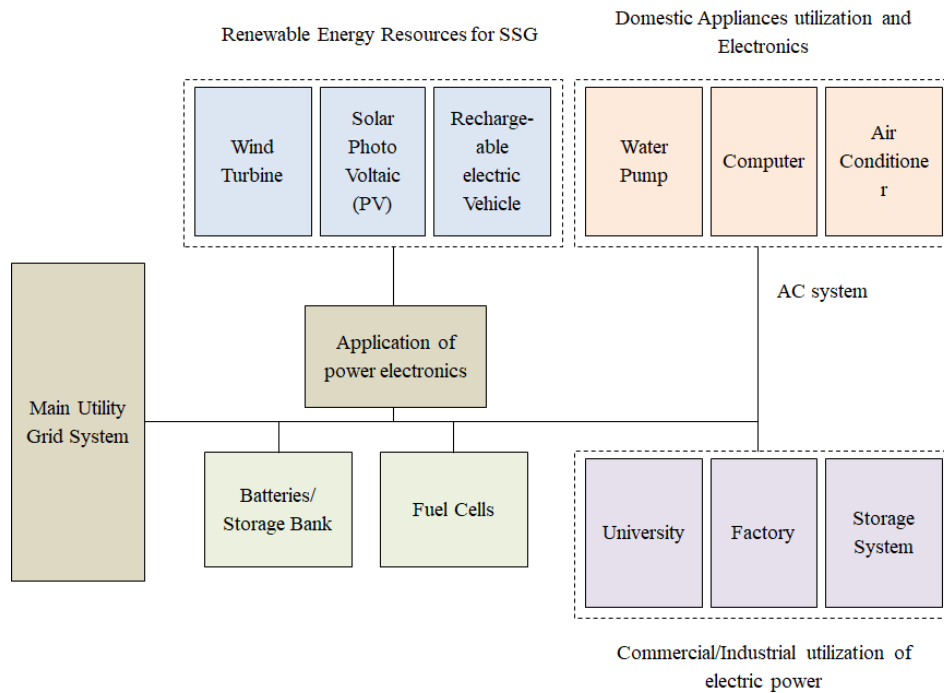 Renewable Energy Resources for SSG
Domestic Appliances utilization and
Electronics
Wind
Turbine
Solar
Photo
Voltaic
(PV)
Recharge-
able
electric
Vehicle
Water
Pump
Computer
Air
Conditione
r
AC system
Application of
power electronics
Main Utility
Grid System
Batteries/
Storage Bank
Fuel Cells
University
Factory
Storage
System
Commercial/Industrial utilization of
electric power